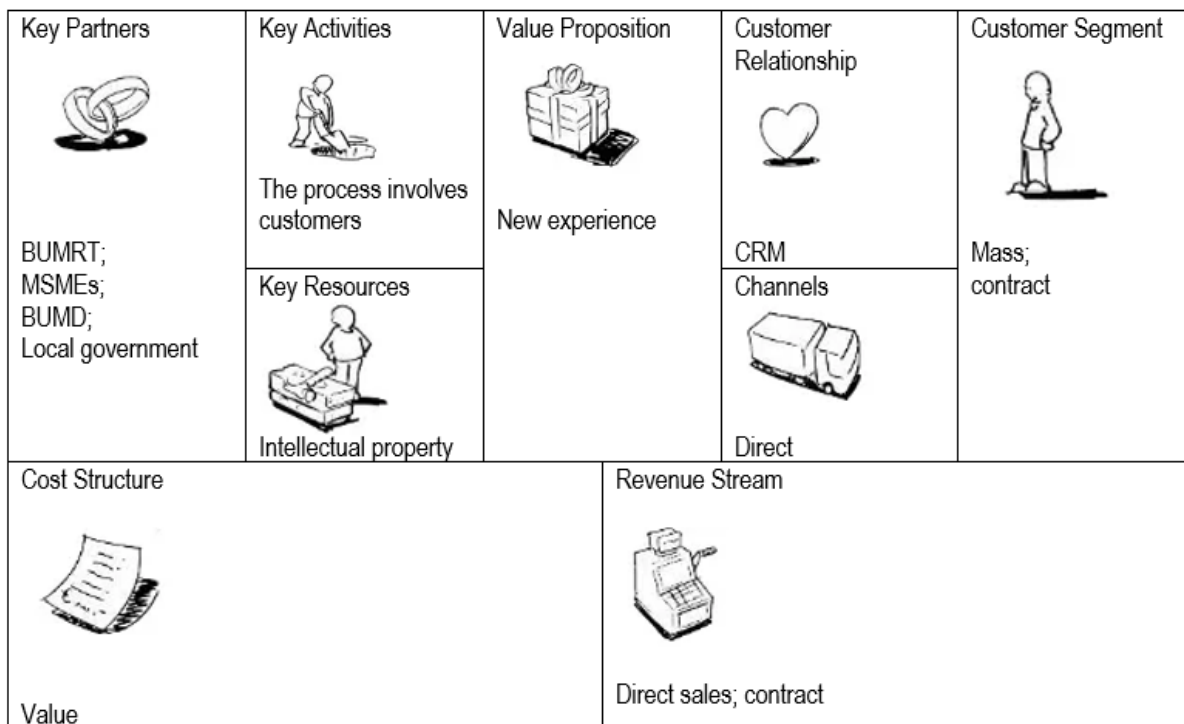 Key Partners
BUMRT;
MSMEs;
BUMD;
Local government
Key Activities
The process involves
customers
Key Resources
Intellectual property
Value Proposition
New experience
Customer
Relationship
CRM
Channels
Direct
Customer Segment
Mass;
contract
Cost Structure
Value
Revenue Stream
Direct sales; contract